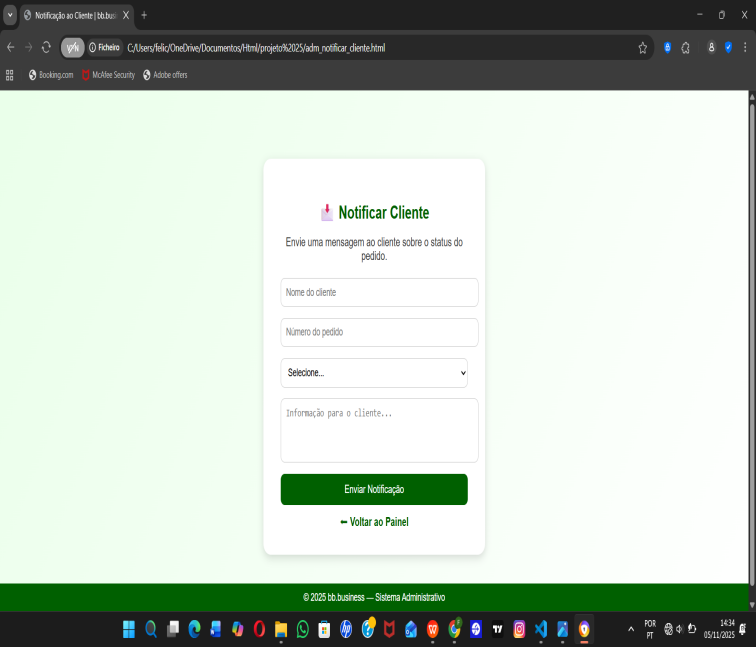 Notificação ao Cliente | bb.busi
VPN
Ficheiro
C:/Users/felic/OneDrive/Documentos/Html/projeto%2025/adm_notificar_cliente.html
Booking.com
McAfee Security
Adobe offers
Notificar Cliente
Envie uma mensagem ao cliente sobre o status do
pedido.
Nome do cliente
Número do pedido
Selecione...
Informação para o cliente...
Enviar Notificação
⬅ Voltar ao Painel
© 2025 bb.business — Sistema Administrativo
POR
PT
14:34
05/11/2025